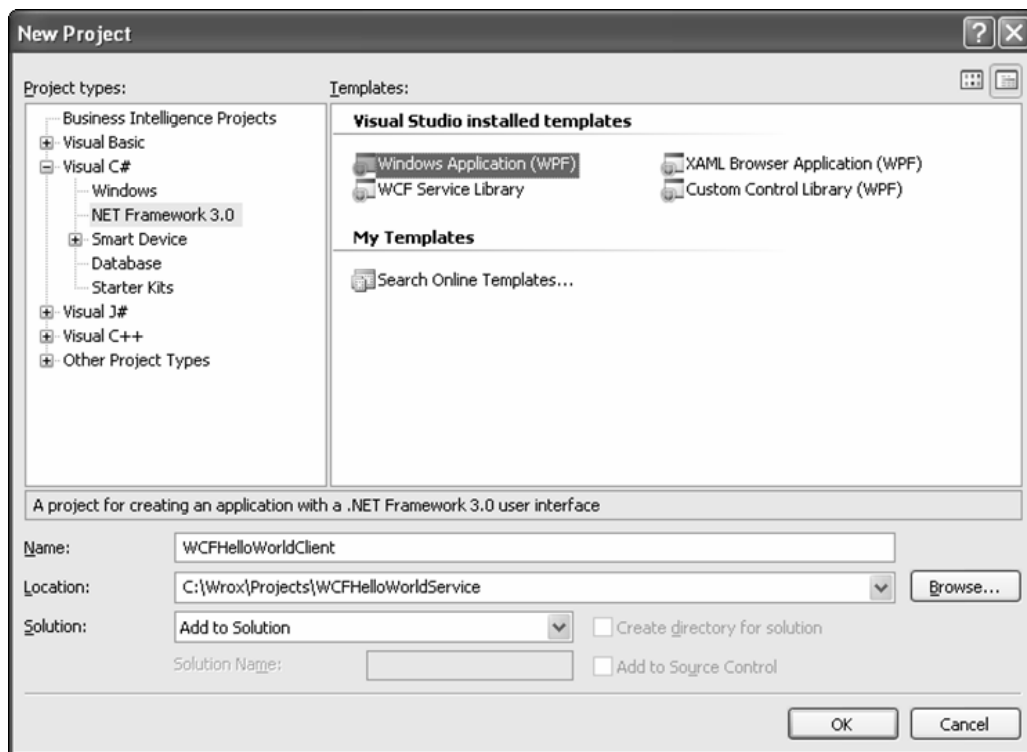 New Project
Project types:
Templates:
Business Intelligence Projects
Visual Basic
Visual C#
Windows
NET Framework 3.0
Smart Device
Database
Starter Kits
Visual J#
Visual C++
Other Project Types
Visual Studio installed templates
Windows Application (WPF)
XAML Browser Application (WPF)
WCF Service Library
Custom Control Library (WPF)
My Templates
Search Online Templates...
A project for creating an application with a .NET Framework 3.0 user interface
Name:
WCFHelloWorldClient
Location:
C:\Wrox\Projects\WCFHelloWorldService
Browse...
Solution:
Add to Solution
Create directory for solution
Solution Name:
Add to Source Control
OK
Cancel